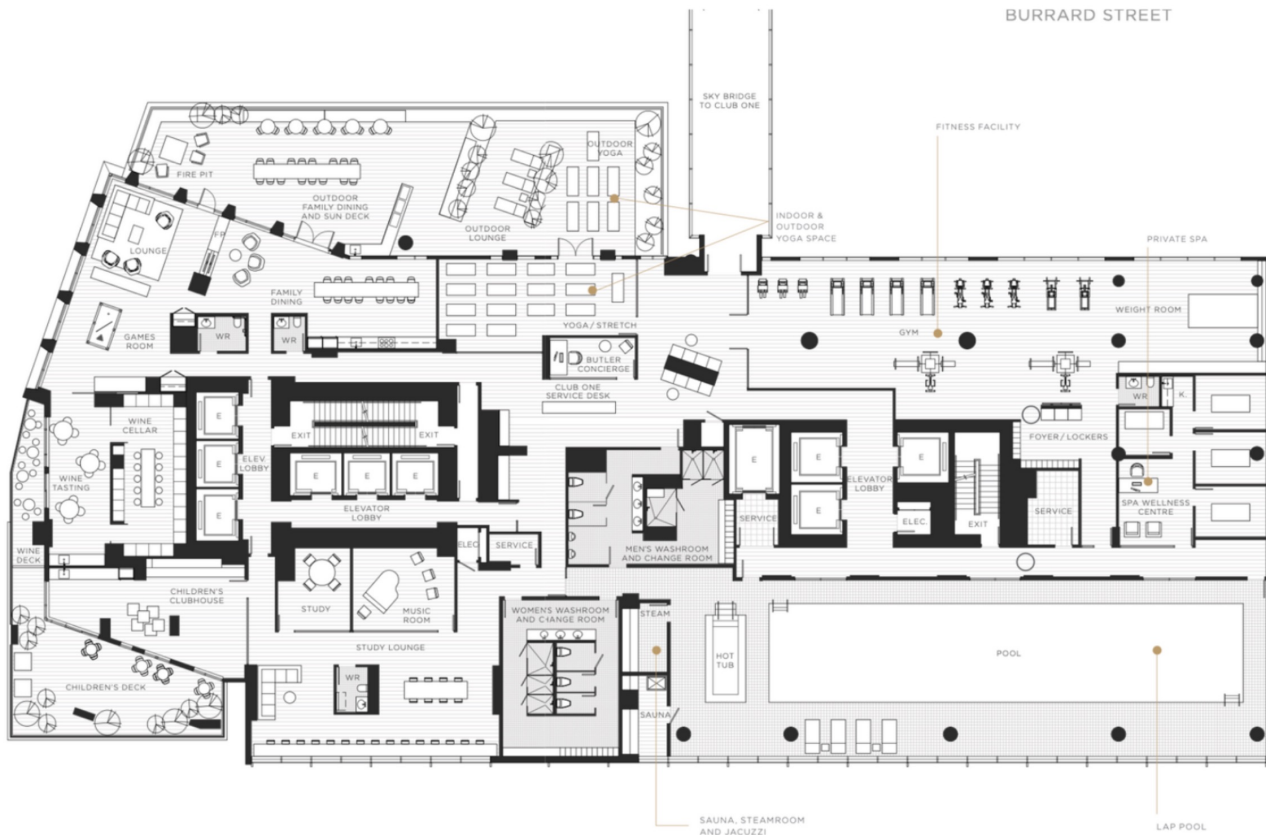 BURRARD STREET
SKY BRIDGE
TO CLUB ONE
FITNESS FACILITY
OUTDOOR
YOGA
FIRE PIT
OUTDOOR
FAMILY DINING
AND SUN DECK
INDOOR &
OUTDOOR
YOGA SPACE
OUTDOOR
LOUNGE
PRIVATE SPA
FP
LOUNGE
FAMILY
DINING
WEIGHT ROOM
YOGA / STRETCH
GYM
GAMES
ROOM
WR
WR
BUTLER
CONCIERGE
CLUB ONE
SERVICE DESK
WR
K.
WINE
CELLAR
E
EXIT
EXIT
FOYER / LOCKERS
E
ELEV.
LOBBY
E
E
E
E
E
E
WINE
TASTING
ELEVATOR
LOBBY
SPA WELLNESS
CENTRE
E
ELEVATOR
LOBBY
E
SERVICE
ELEC.
EXIT
SERVICE
WINE
DECK
ELEC
SERVICE
MEN'S WASHROOM
AND CHANGE ROOM
CHILDREN'S
CLUBHOUSE
STUDY
MUSIC
ROOM
WOMEN'S WASHROOM
AND CHANGE ROOM
STEAM
STUDY LOUNGE
HOT
TUB
POOL
WR
CHILDREN'S DECK
SAUNA
SAUNA, STEAMROOM
AND JACUZZI
LAP POOL